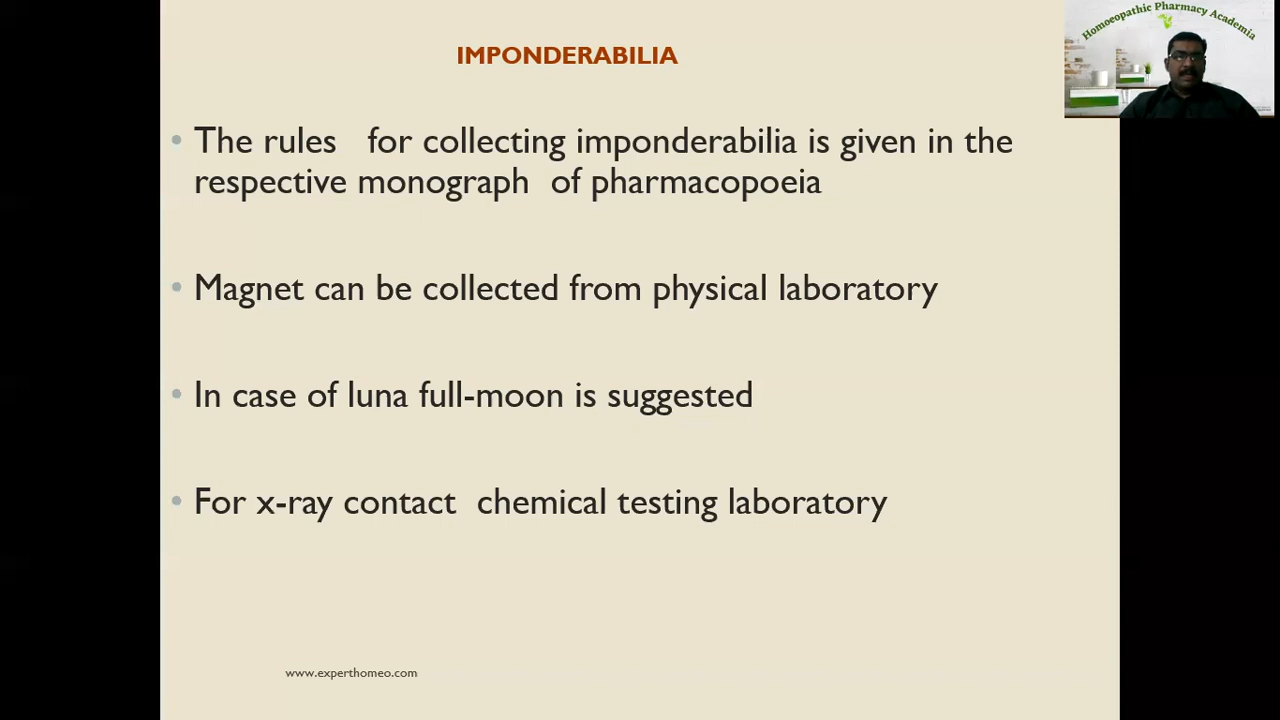 Homoeopathic Pharmacy Academia
IMPONDERABILIA
• The rules for collecting imponderabilia is given in the
respective monograph of pharmacopoeia
• Magnet can be collected from physical laboratory
• In case of luna full-moon is suggested
• For x-ray contact chemical testing laboratory
www.experthomeo.com